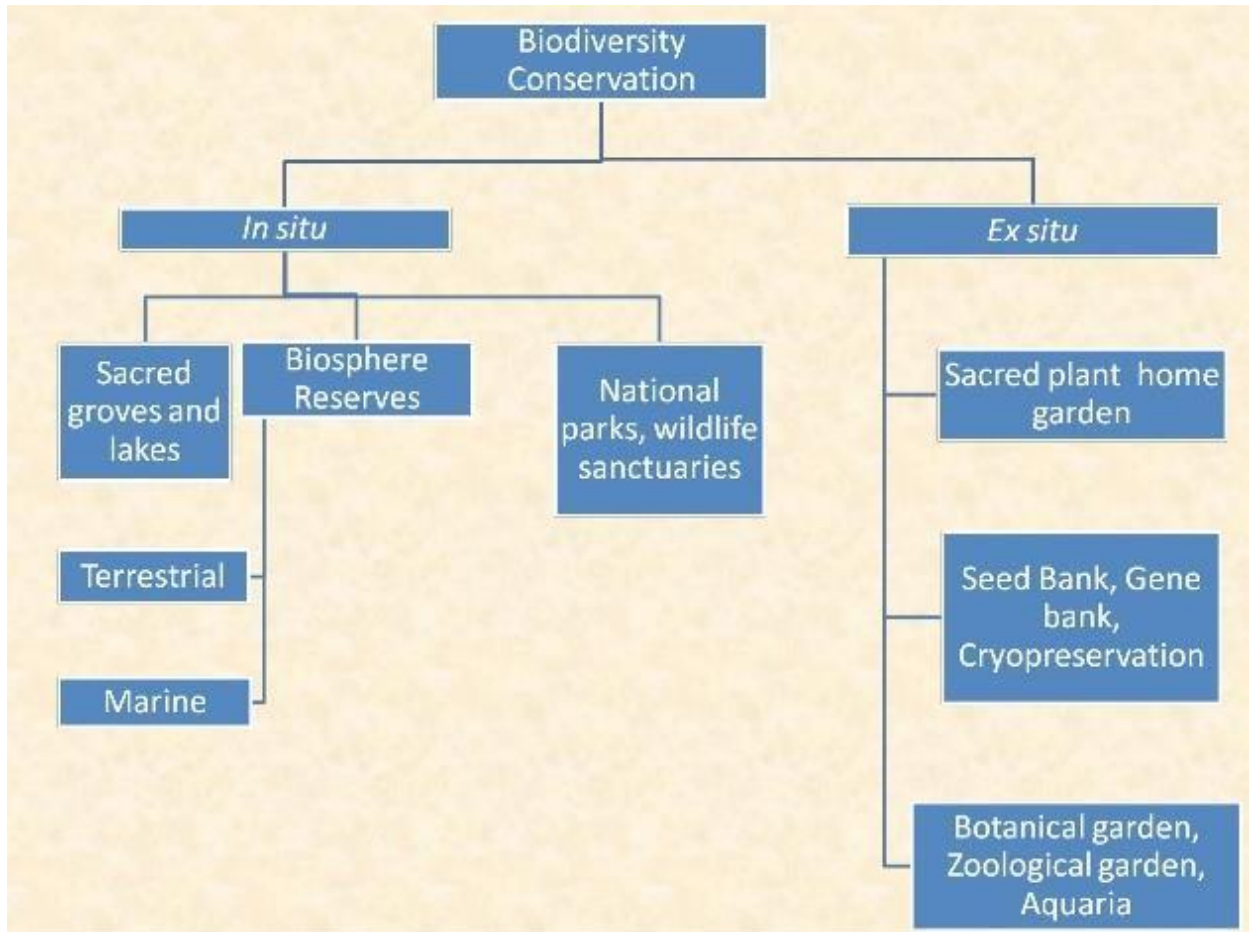 Biodiversity
Conservation
In situ
Ex situ
Sacred
groves and
lakes
Biosphere
Reserves
National
parks, wildlife
sanctuaries
Terrestrial
Marine
Sacred plant home
garden
Seed Bank, Gene
bank,
Cryopreservation
Botanical garden,
Zoological garden,
Aquaria